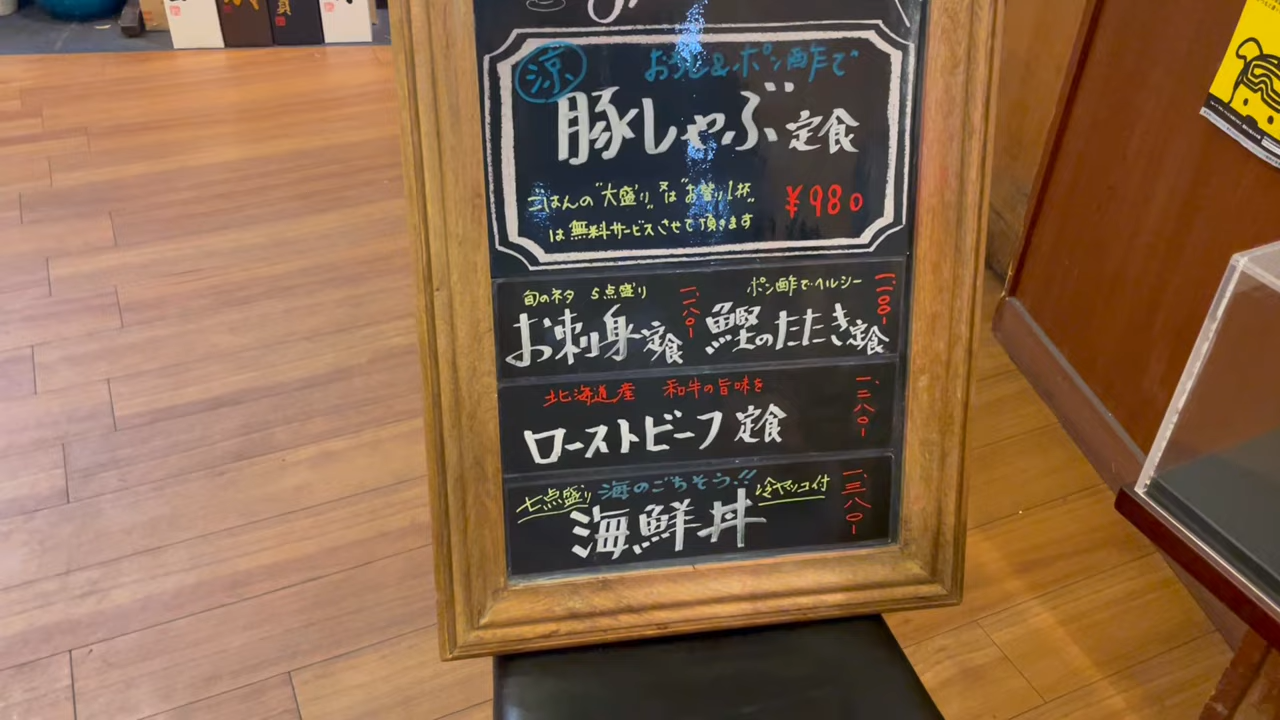 涼 おろし&ポン酢で
豚しゃぶ定食
ごはんの"大盛り"又は"お替り1杯"
は無料サービスさせて頂きます
¥980
旬のネタ 5点盛り
お刺身定食
一、一八〇-
ポン酢でヘルシー
鰹のたたき定食
一、一〇〇-
北海道産 和牛の旨味を
ローストビーフ定食
一、二八〇-
七点盛り 海のごちそう!! 冷ヤッコ付
海鮮丼
一、三八〇-